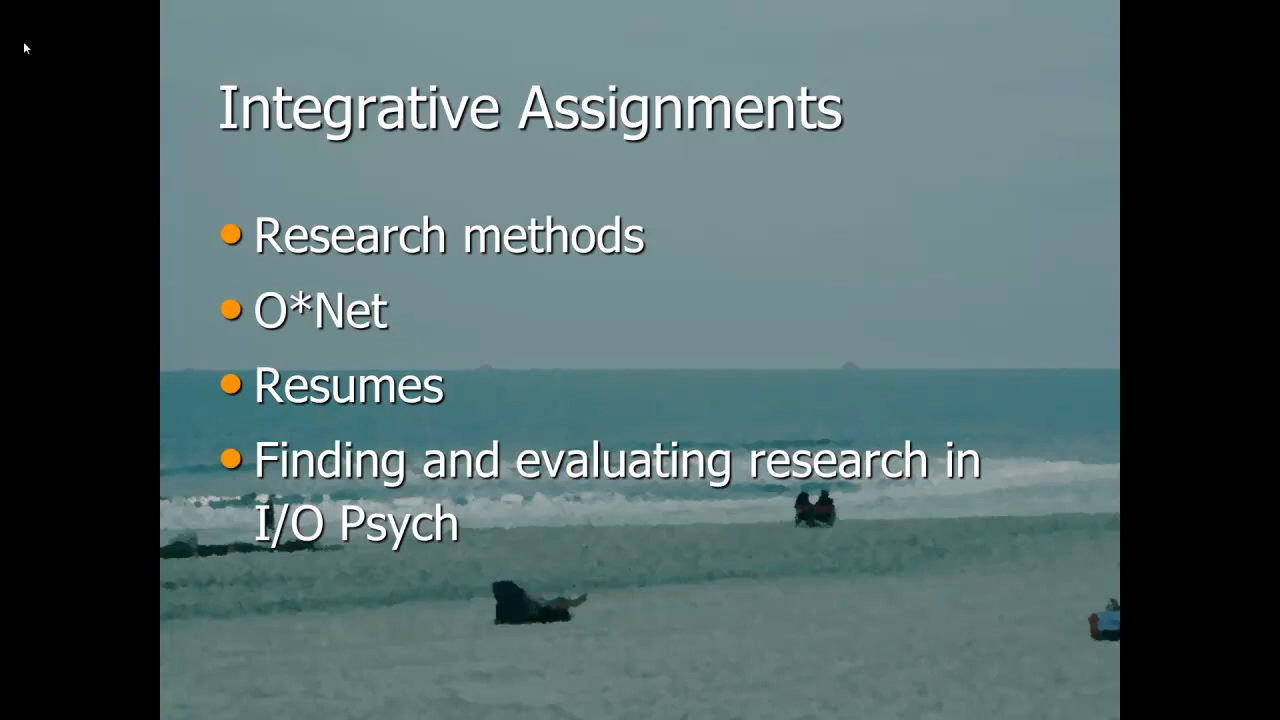 Integrative Assignments
Research methods
O*Net
Resumes
Finding and evaluating research in
I/O Psych